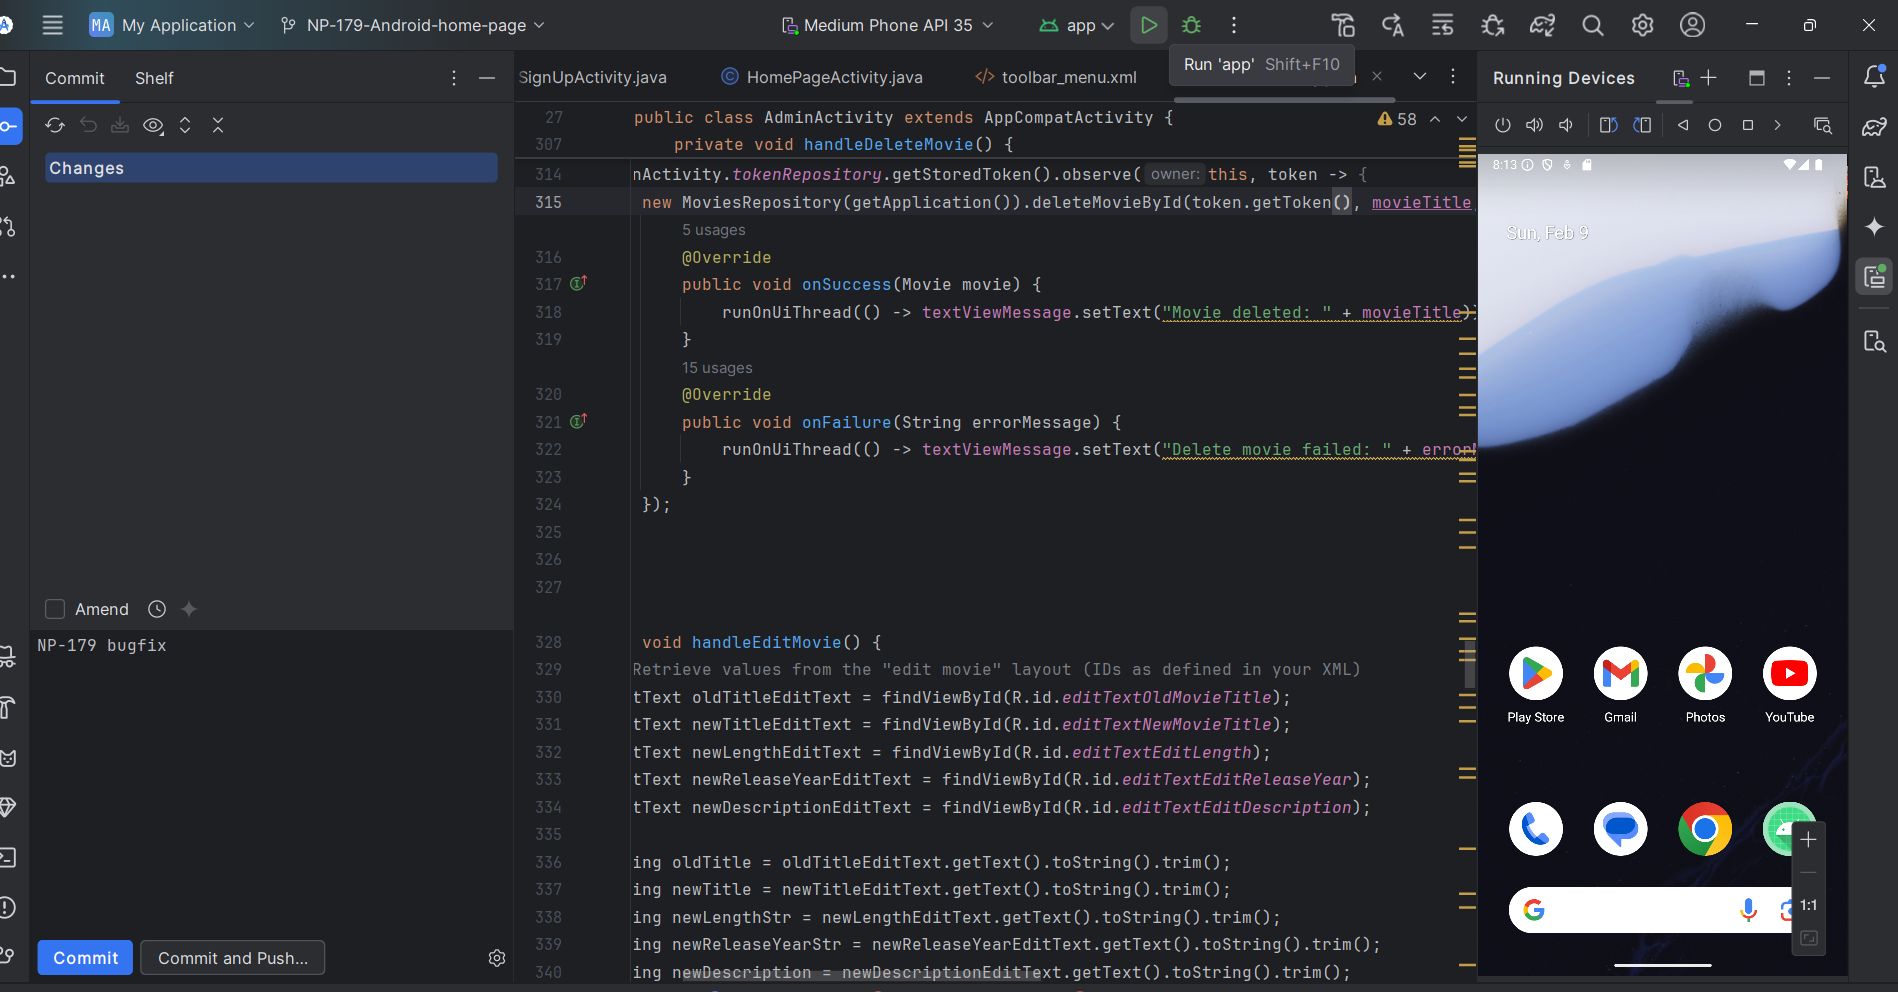 MA My Application NP-179-Android-home-page Medium Phone API 35 app
Commit Shelf
SignUpActivity.java HomePageActivity.java toolbar_menu.xml
Run 'app' Shift+F10
Running Devices
27 public class AdminActivity extends AppCompatActivity { 58
307 private void handleDeleteMovie() {
Changes
314 nActivity.tokenRepository.getStoredToken().observe( owner: this, token -> {
315 new MoviesRepository(getApplication()).deleteMovieById(token.getToken(), movieTitle
5 usages
316 @Override
317 public void onSuccess(Movie movie) {
318 runOnUiThread(() -> textViewMessage.setText("Movie deleted: " + movieTitle))
319 }
15 usages
320 @Override
321 public void onFailure(String errorMessage) {
322 runOnUiThread(() -> textViewMessage.setText("Delete movie failed: " + errorM
323 }
324 });
325
326
327
328 void handleEditMovie() {
329 Retrieve values from the "edit movie" layout (IDs as defined in your XML)
330 tText oldTitleEditText = findViewById(R.id.editTextOldMovieTitle);
331 tText newTitleEditText = findViewById(R.id.editTextNewMovieTitle);
332 tText newLengthEditText = findViewById(R.id.editTextEditLength);
333 tText newReleaseYearEditText = findViewById(R.id.editTextEditReleaseYear);
334 tText newDescriptionEditText = findViewById(R.id.editTextEditDescription);
335
336 ing oldTitle = oldTitleEditText.getText().toString().trim();
337 ing newTitle = newTitleEditText.getText().toString().trim();
338 ing newLengthStr = newLengthEditText.getText().toString().trim();
339 ing newReleaseYearStr = newReleaseYearEditText.getText().toString().trim();
340 ing newDescription = newDescriptionEditText.getText().toString().trim();
Amend
NP-179 bugfix
Commit Commit and Push...
8:13
Sun, Feb 9
Play Store Gmail Photos YouTube
1:1